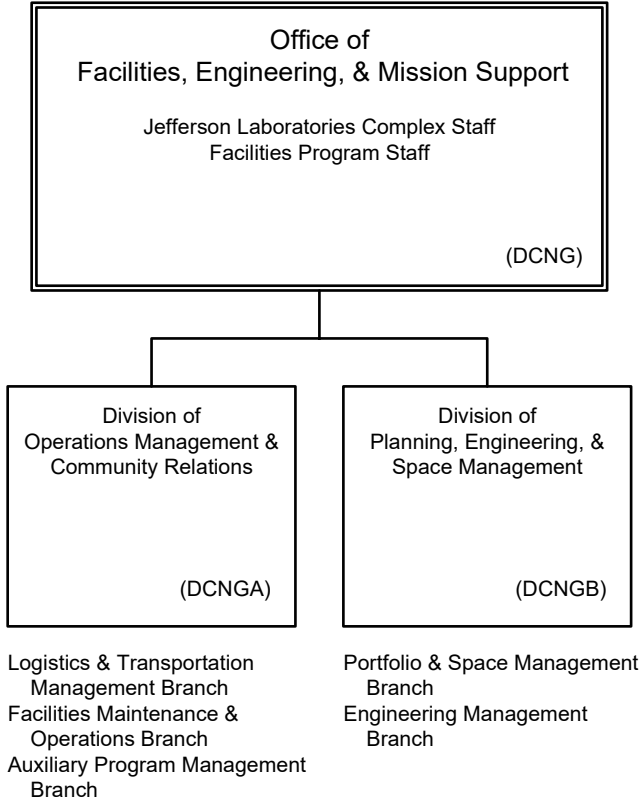 Office of
Facilities, Engineering, & Mission Support
Jefferson Laboratories Complex Staff
Facilities Program Staff
(DCNG)
Division of
Operations Management &
Community Relations
(DCNGA)
Division of
Planning, Engineering, &
Space Management
(DCNGB)
Logistics & Transportation
Management Branch
Facilities Maintenance &
Operations Branch
Auxiliary Program Management
Branch
Portfolio & Space Management
Branch
Engineering Management
Branch